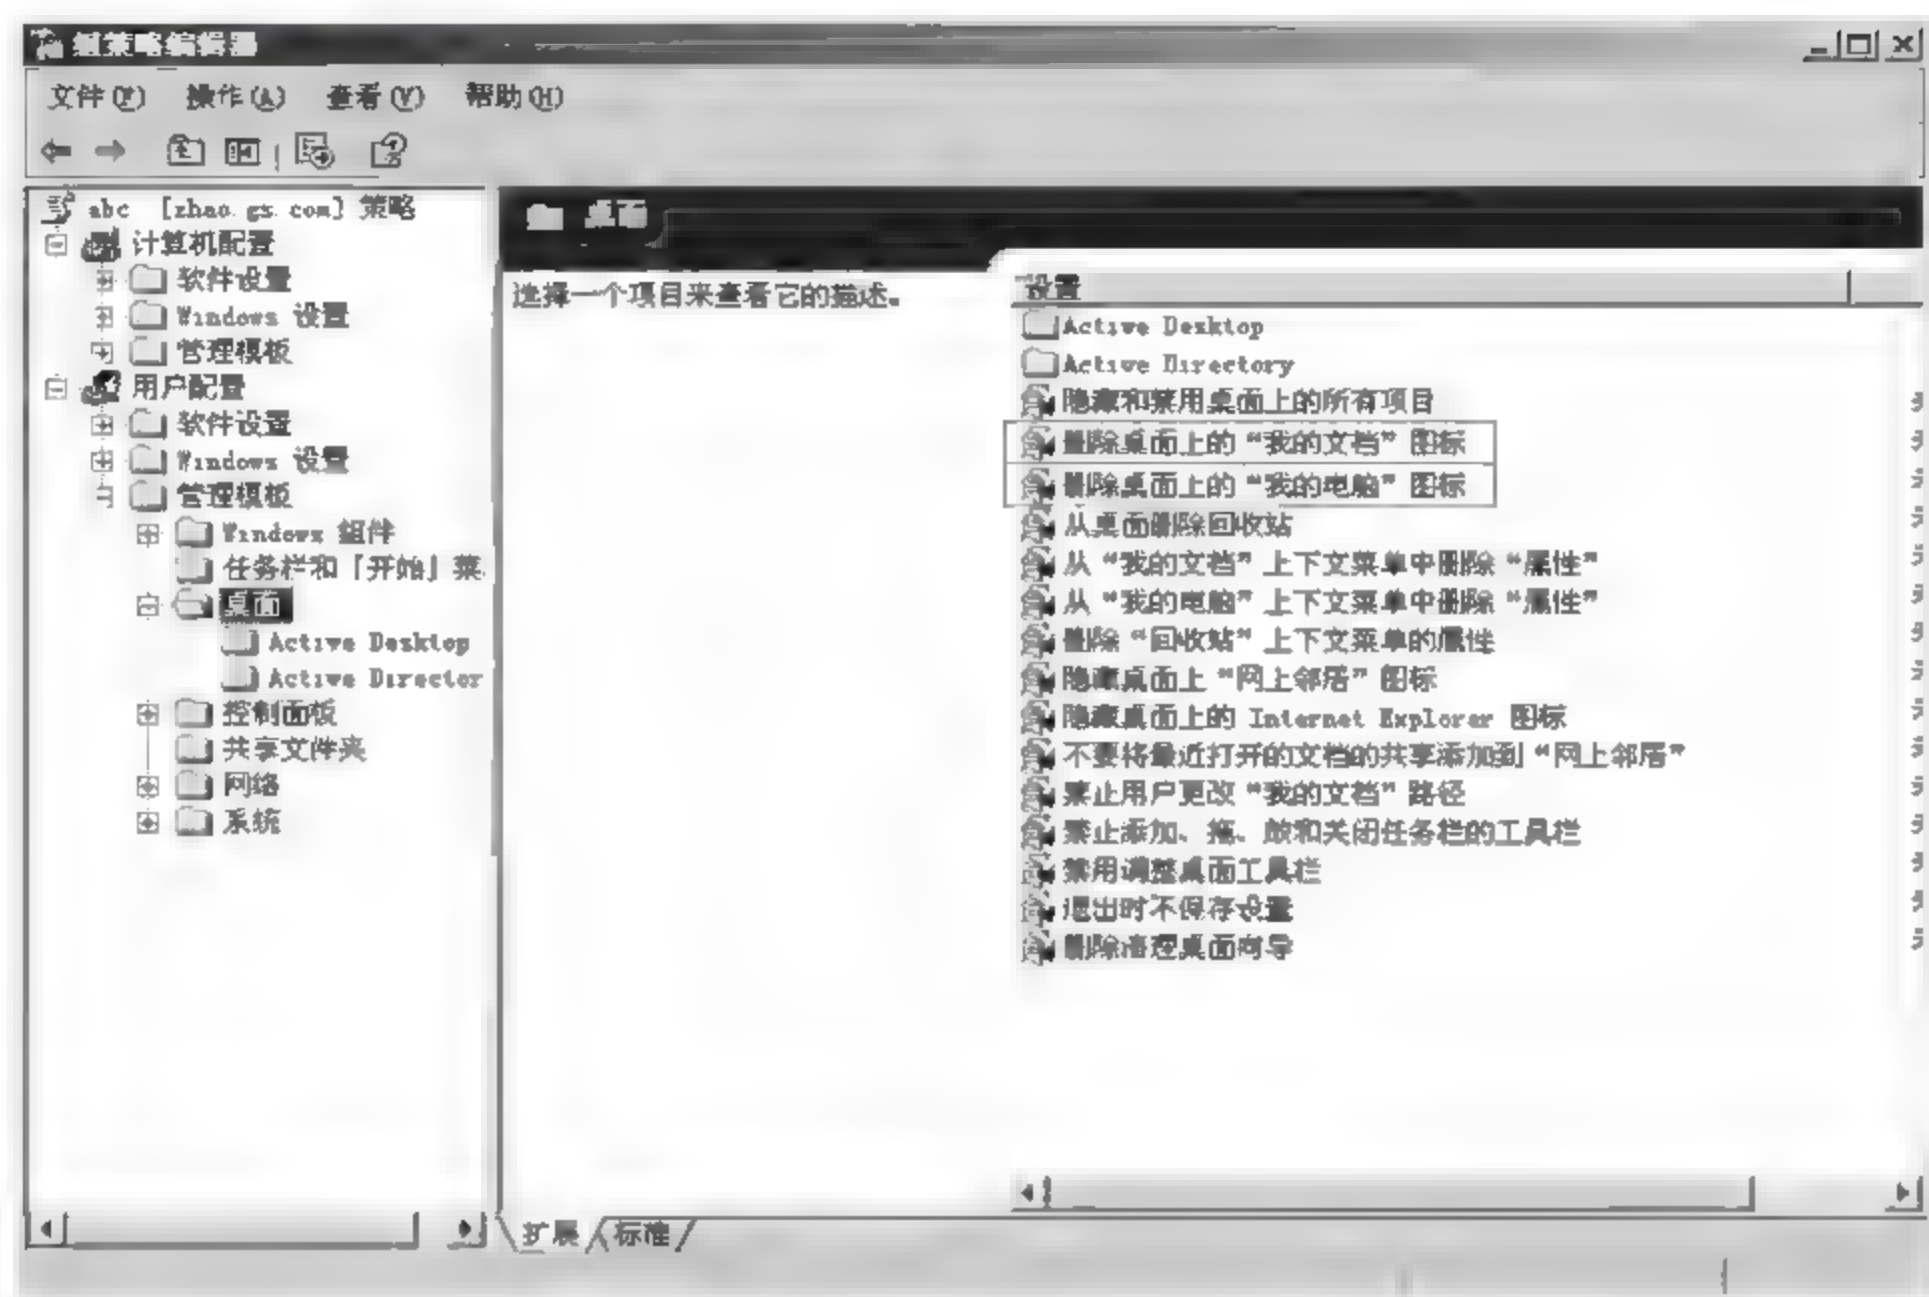 组策略编辑器
文件(F) 操作(A) 查看(V) 帮助(H)
abc [zhao.gs.com] 策略
计算机配置
软件设置
Windows 设置
管理模板
用户配置
软件设置
Windows 设置
管理模板
Windows 组件
任务栏和「开始」菜
桌面
Active Desktop
Active Director
控制面板
共享文件夹
网络
系统
桌面
选择一个项目来查看它的描述。
设置
Active Desktop
Active Directory
隐藏和禁用桌面上的所有项目
删除桌面上的“我的文档”图标
删除桌面上的“我的电脑”图标
从桌面删除回收站
从“我的文档”上下文菜单中删除“属性”
从“我的电脑”上下文菜单中删除“属性”
删除“回收站”上下文菜单的属性
隐藏桌面上“网上邻居”图标
隐藏桌面上的 Internet Explorer 图标
不要将最近打开的文档的共享添加到“网上邻居”
禁止用户更改“我的文档”路径
禁止添加、拖、放和关闭任务栏的工具栏
禁用调整桌面工具栏
退出时不保存设置
删除清理桌面向导
扩展 标准